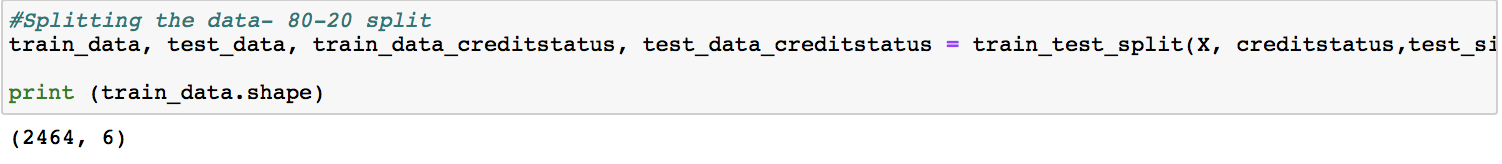 #Splitting the data- 80-20 split
train_data, test_data, train_data_creditstatus, test_data_creditstatus = train_test_split(X, creditstatus,test_si
print (train_data.shape)
(2464, 6)